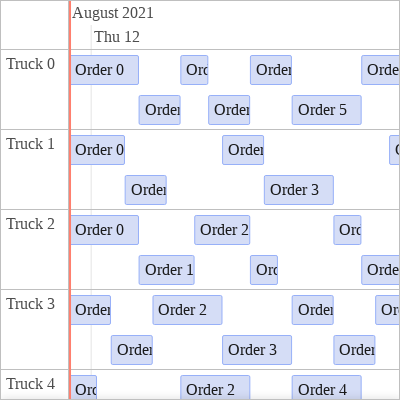 August 2021
Thu 12
Truck 0
Order 0
Orc
Order
Orde
Order
Order
Order 5
Truck 1
Order 0
Order
Order
Order 3
Truck 2
Order 0
Order 2
Orc
Order 1
Orc
Orde
Truck 3
Order
Order 2
Order
Or
Order
Order 3
Order
Truck 4
Orc
Order 2
Order 4